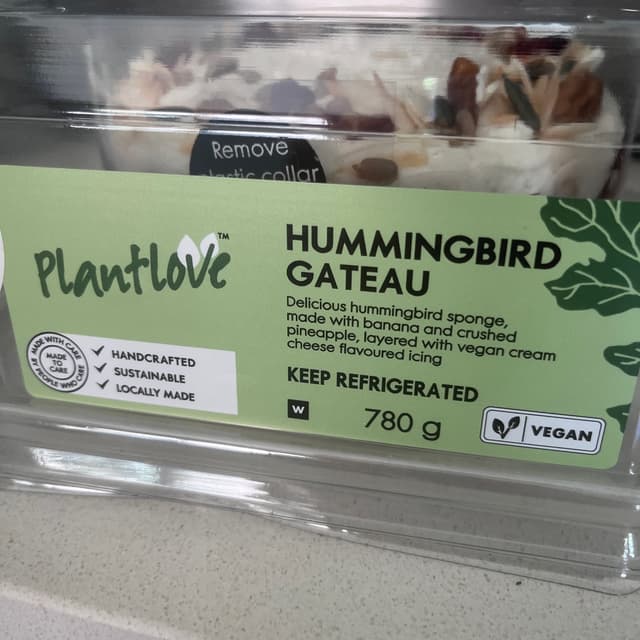 Remove
plastic collar
Plantlove™
HUMMINGBIRD
GATEAU
Delicious hummingbird sponge,
made with banana and crushed
pineapple, layered with vegan cream
cheese flavoured icing
KEEP REFRIGERATED
MADE WITH CARE
BY PEOPLE WHO CARE
MADE
TO
CARE
HANDCRAFTED
SUSTAINABLE
LOCALLY MADE
W
780 g
VEGAN